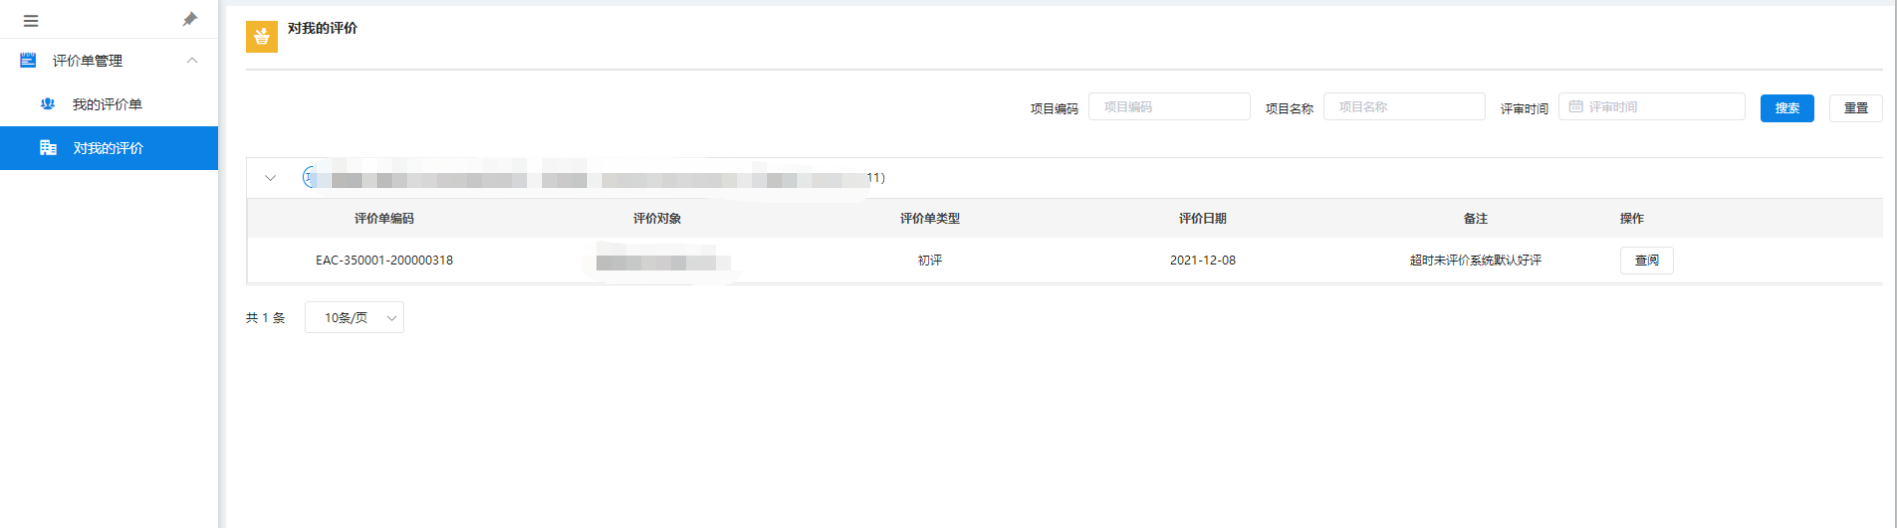 评价单管理
我的评价单
对我的评价
对我的评价
项目编码 项目编码 项目名称 项目名称 评审时间 评审时间 搜索 重置
11)
评价单编码 评价对象 评价单类型 评价日期 备注 操作
EAC-350001-200000318 初评 2021-12-08 超时未评价系统默认好评 查阅
共 1 条 10条/页